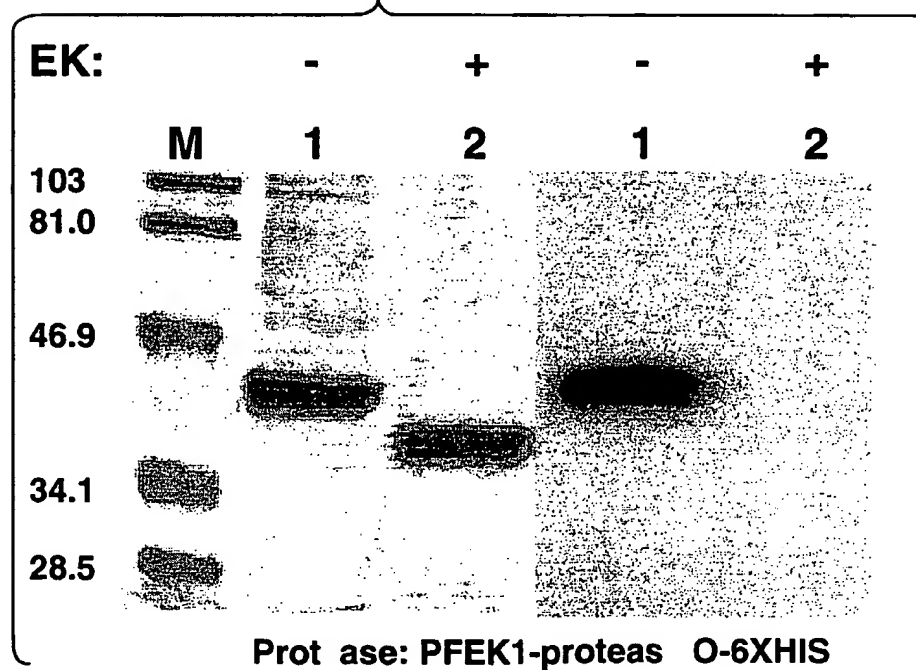 EK: - + - +
M 1 2 1 2
103
81.0
46.9
34.1
28.5
Prot ase: PFEK1-proteas O-6XHIS